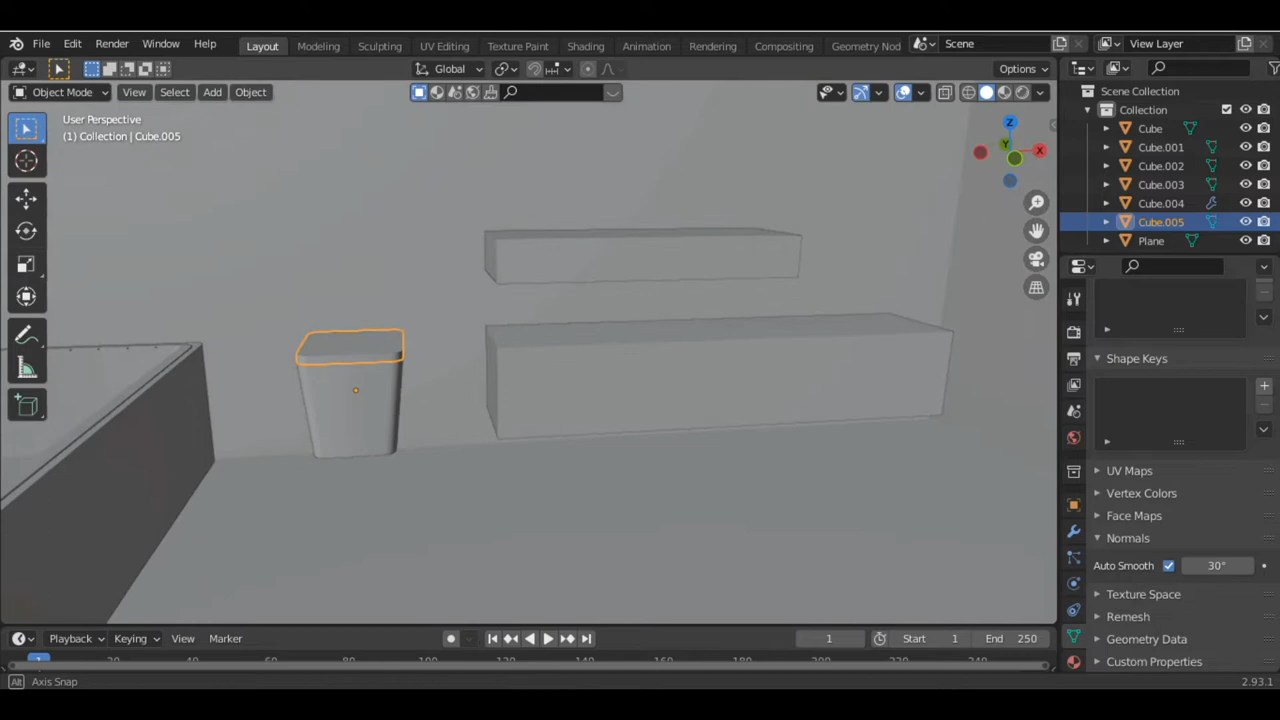 File Edit Render Window Help Layout Modeling Sculpting UV Editing Texture Paint Shading Animation Rendering Compositing Geometry Nod Scene View Layer
Global Options
Object Mode View Select Add Object
User Perspective
(1) Collection | Cube.005
Z
Y
X
Scene Collection
Collection
Cube
Cube.001
Cube.002
Cube.003
Cube.004
Cube.005
Plane
Shape Keys
UV Maps
Vertex Colors
Face Maps
Normals
Auto Smooth 30°
Texture Space
Remesh
Geometry Data
Custom Properties
Playback Keying View Marker 1 Start 1 End 250
1
Alt Axis Snap 2.93.1